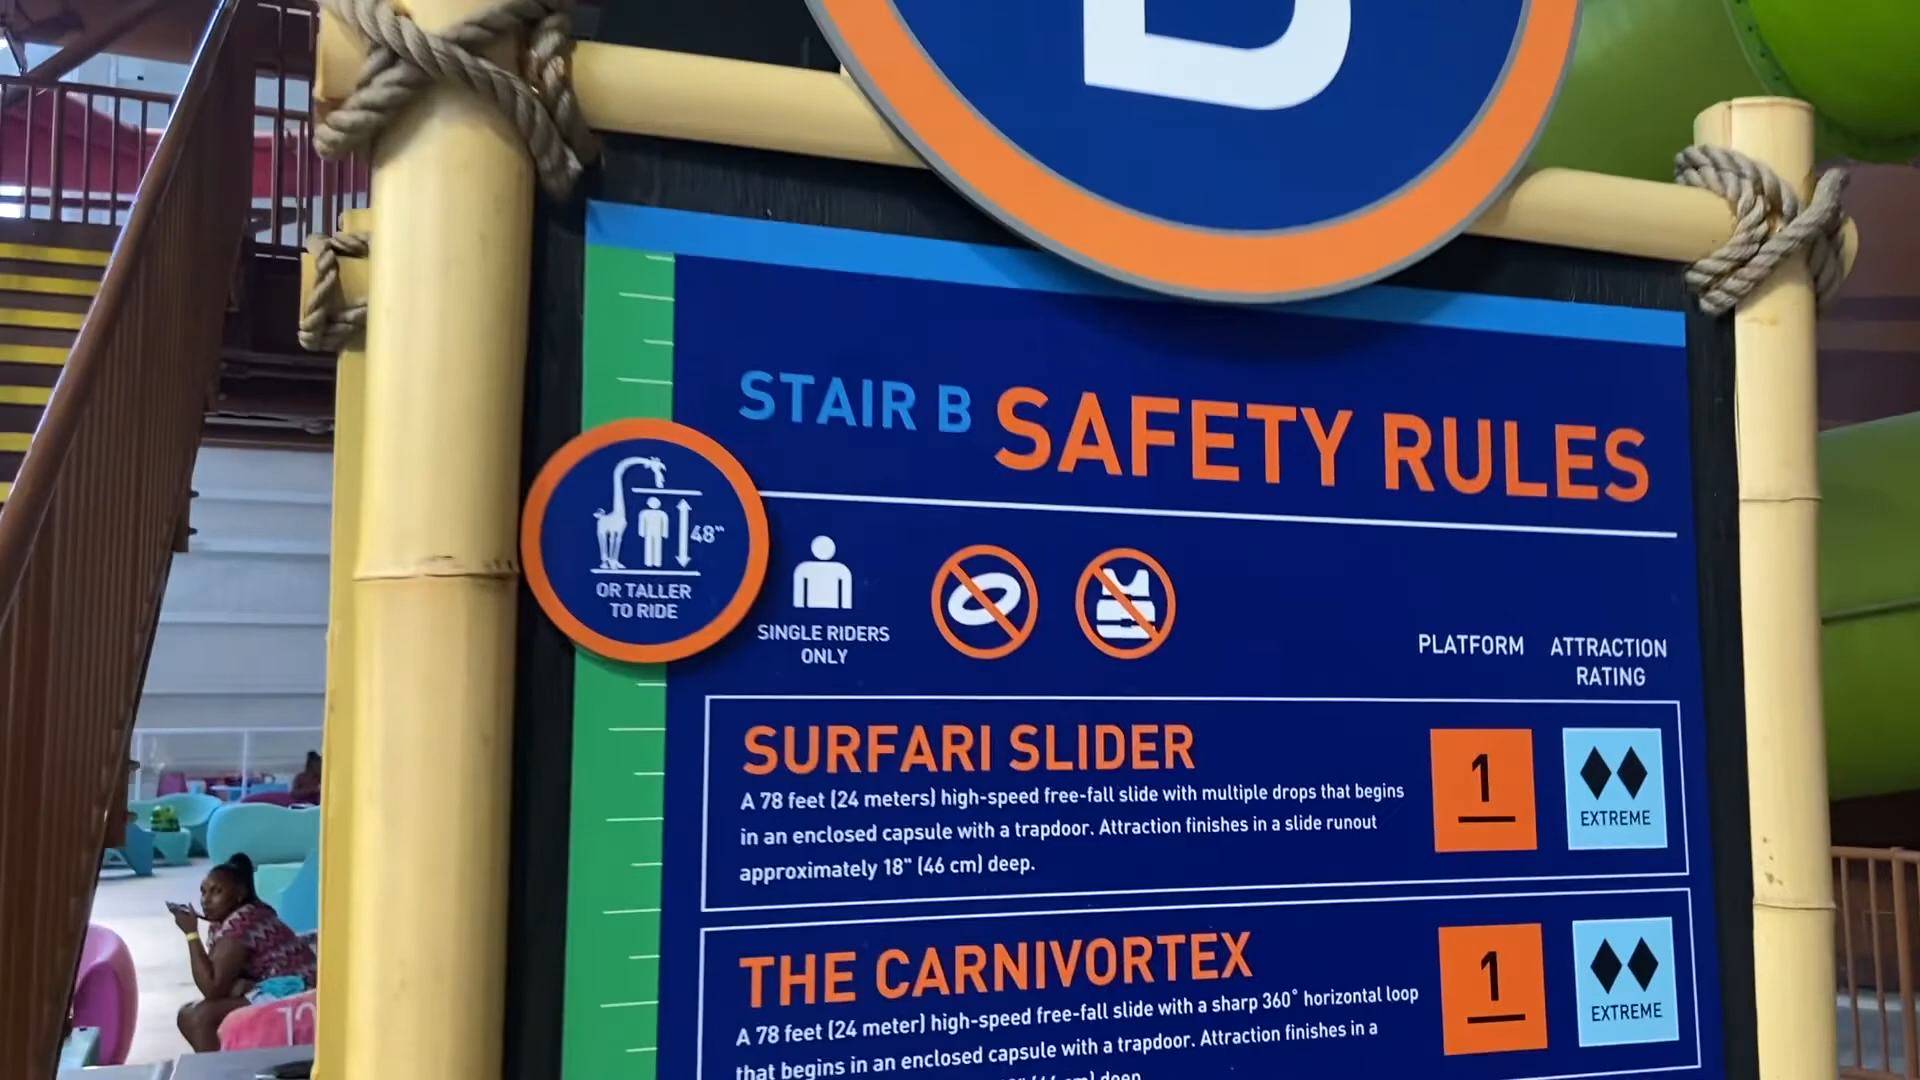 B
STAIR B SAFETY RULES
48"
OR TALLER
TO RIDE
SINGLE RIDERS
ONLY
PLATFORM
ATTRACTION
RATING
SURFARI SLIDER
A 78 feet (24 meters) high-speed free-fall slide with multiple drops that begins
in an enclosed capsule with a trapdoor. Attraction finishes in a slide runout
approximately 18" (46 cm) deep.
1
EXTREME
THE CARNIVORTEX
A 78 feet (24 meter) high-speed free-fall slide with a sharp 360° horizontal loop
that begins in an enclosed capsule with a trapdoor. Attraction finishes in a
1
EXTREME